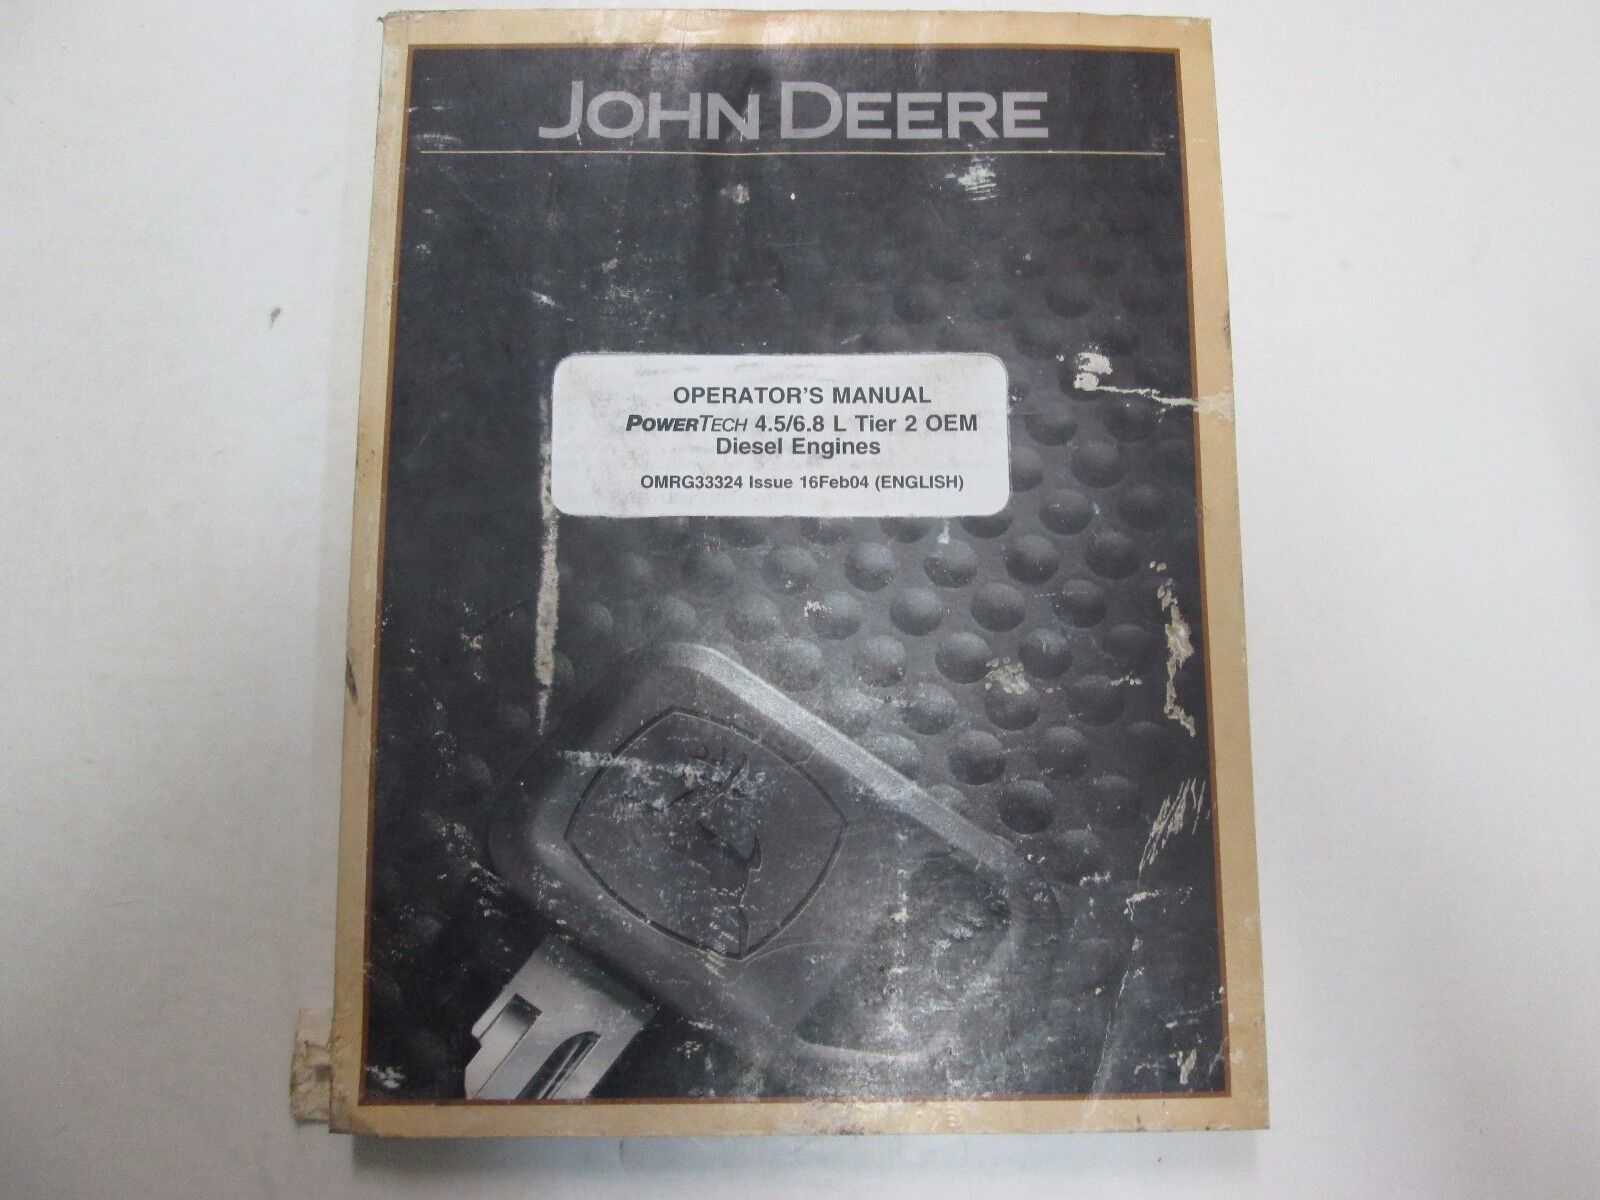 JOHN DEERE
OPERATOR'S MANUAL
POWERTECH 4.5/6.8 L Tier 2 OEM
Diesel Engines
OMRG33324 Issue 16Feb04 (ENGLISH)